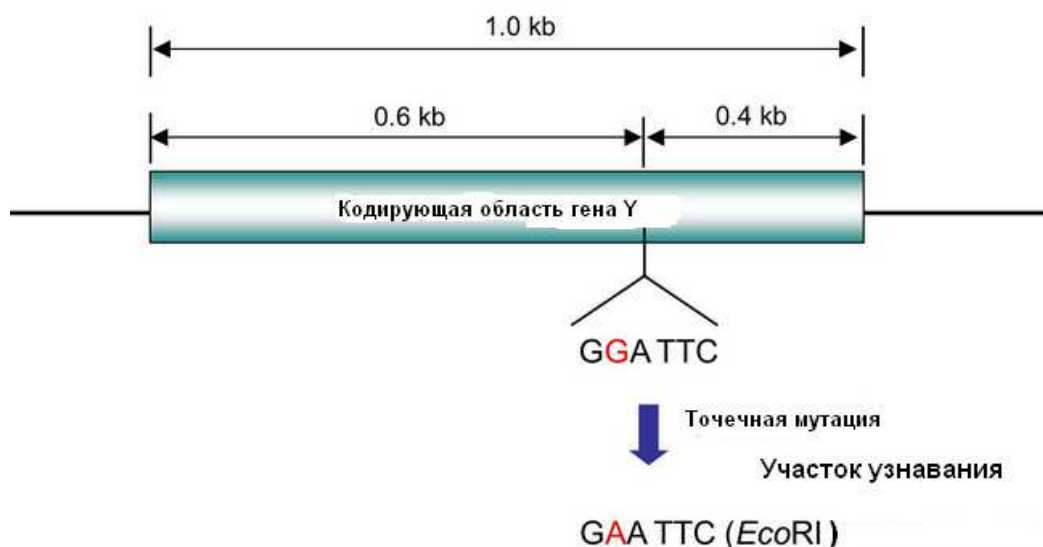 1.0 kb
0.6 kb 0.4 kb
Кодирующая область гена Y
GGA TTC
Точечная мутация
Участок узнавания
GAA TTC (EcoRI)